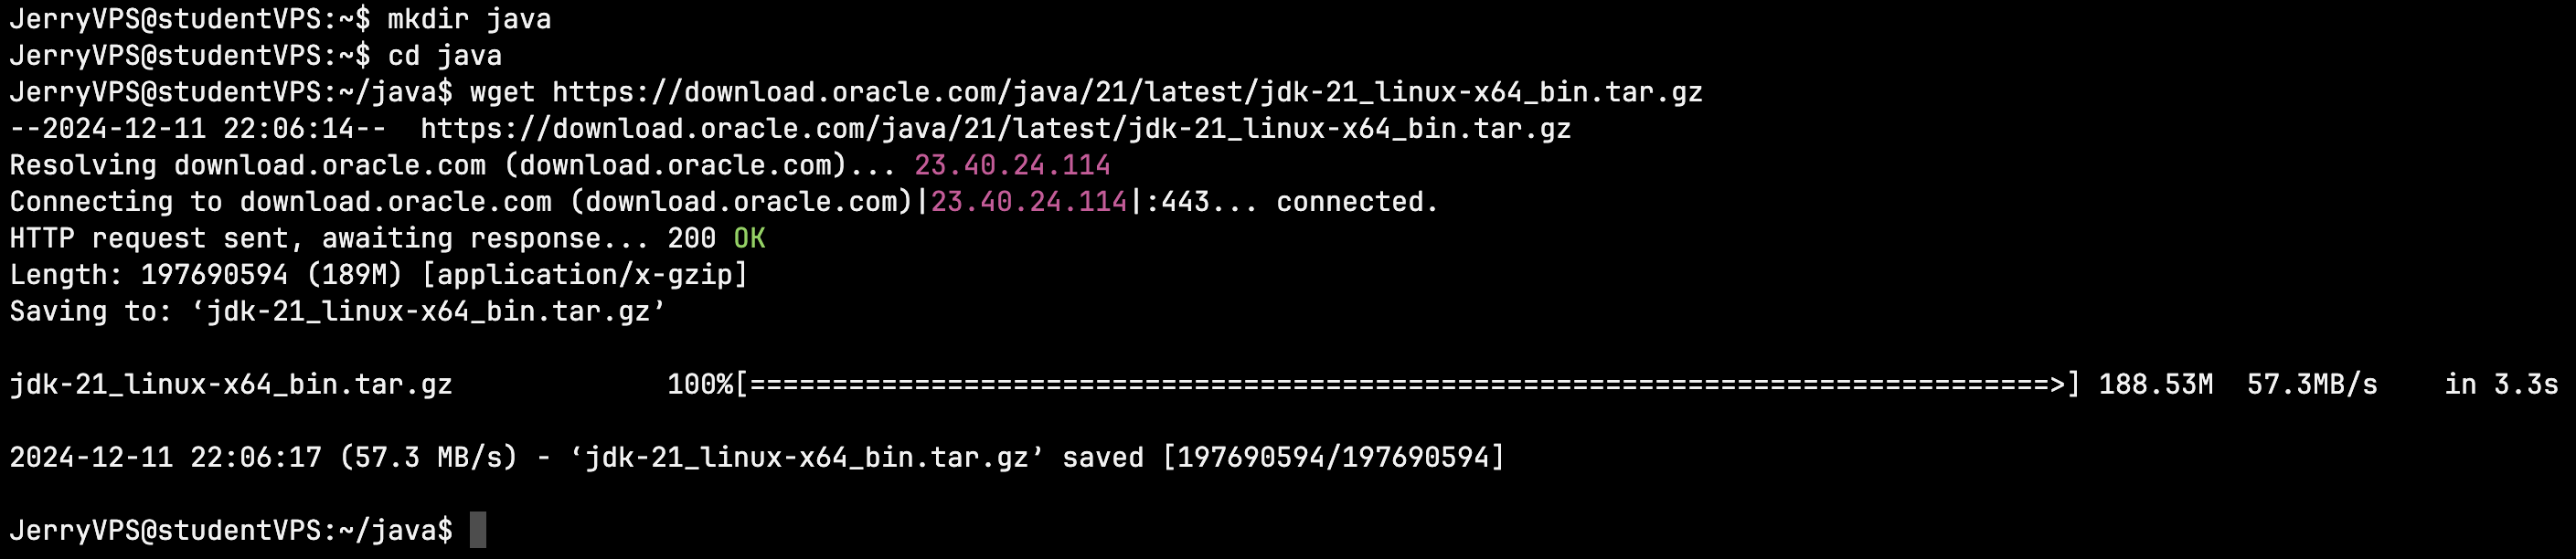 JerryVPS@studentVPS:~$ mkdir java
JerryVPS@studentVPS:~$ cd java
JerryVPS@studentVPS:~/java$ wget https://download.oracle.com/java/21/latest/jdk-21_linux-x64_bin.tar.gz
--2024-12-11 22:06:14--  https://download.oracle.com/java/21/latest/jdk-21_linux-x64_bin.tar.gz
Resolving download.oracle.com (download.oracle.com)... 23.40.24.114
Connecting to download.oracle.com (download.oracle.com)|23.40.24.114|:443... connected.
HTTP request sent, awaiting response... 200 OK
Length: 197690594 (189M) [application/x-gzip]
Saving to: ‘jdk-21_linux-x64_bin.tar.gz’
jdk-21_linux-x64_bin.tar.gz             100%[===============================================================================>] 188.53M  57.3MB/s    in 3.3s
2024-12-11 22:06:17 (57.3 MB/s) - ‘jdk-21_linux-x64_bin.tar.gz’ saved [197690594/197690594]
JerryVPS@studentVPS:~/java$